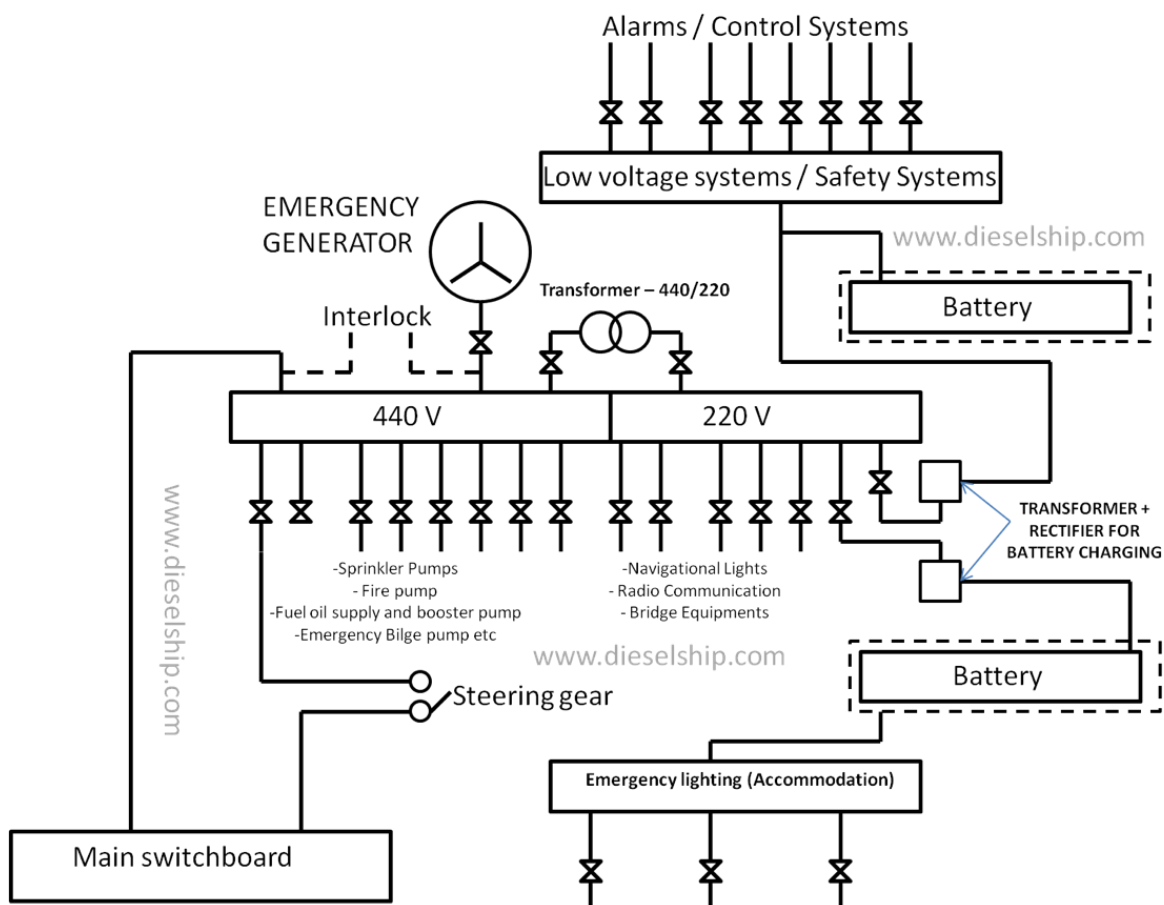 Alarms / Control Systems
Low voltage systems / Safety Systems
www.dieselship.com
EMERGENCY
GENERATOR
Transformer – 440/220
Battery
Interlock
440 V
220 V
www.dieselship.com
TRANSFORMER +
RECTIFIER FOR
BATTERY CHARGING
-Sprinkler Pumps
- Fire pump
-Fuel oil supply and booster pump
-Emergency Bilge pump etc
-Navigational Lights
- Radio Communication
- Bridge Equipments
www.dieselship.com
Steering gear
Battery
Emergency lighting (Accommodation)
Main switchboard